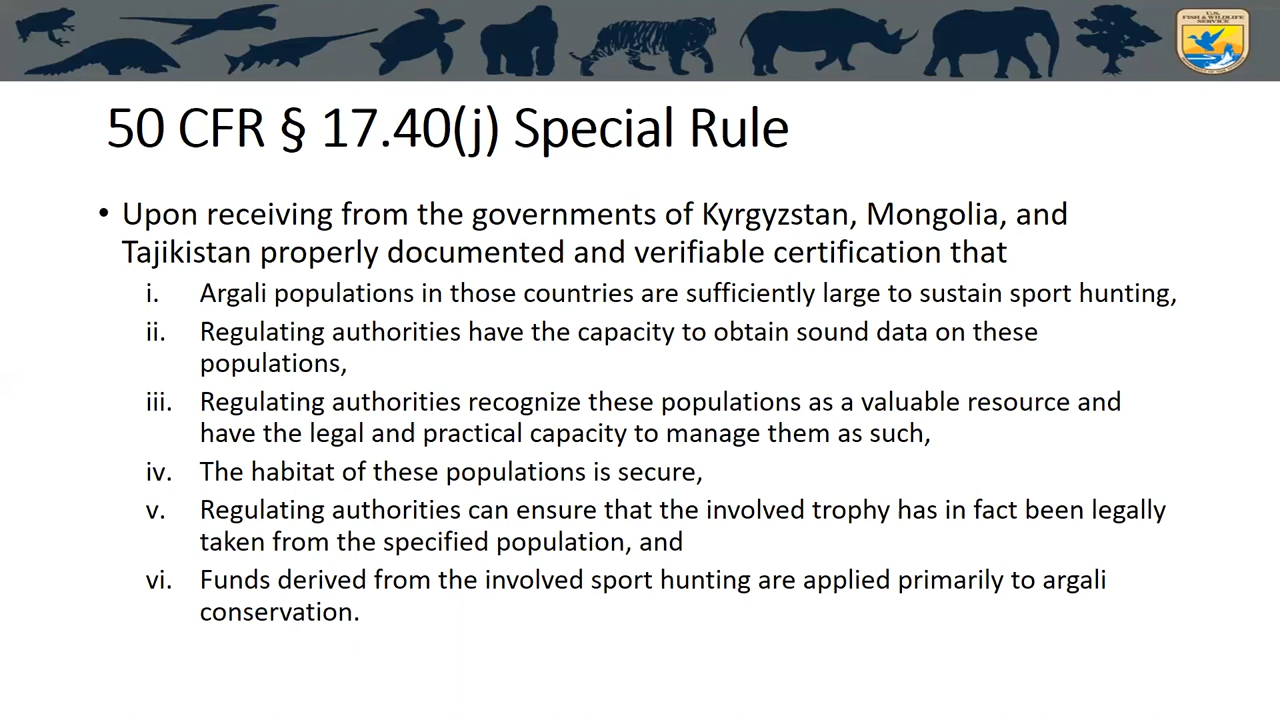 U.S.
FISH & WILDLIFE
SERVICE
50 CFR § 17.40(j) Special Rule
• Upon receiving from the governments of Kyrgyzstan, Mongolia, and
Tajikistan properly documented and verifiable certification that
i. Argali populations in those countries are sufficiently large to sustain sport hunting,
ii. Regulating authorities have the capacity to obtain sound data on these
populations,
iii. Regulating authorities recognize these populations as a valuable resource and
have the legal and practical capacity to manage them as such,
iv. The habitat of these populations is secure,
v. Regulating authorities can ensure that the involved trophy has in fact been legally
taken from the specified population, and
vi. Funds derived from the involved sport hunting are applied primarily to argali
conservation.